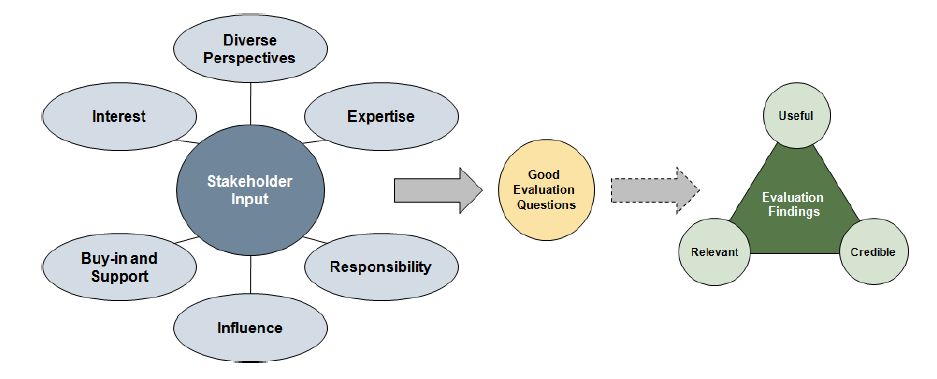 Diverse
Perspectives
Interest
Expertise
Stakeholder
Input
Buy-in and
Support
Responsibility
Influence
Good
Evaluation
Questions
Useful
Evaluation
Findings
Relevant
Credible